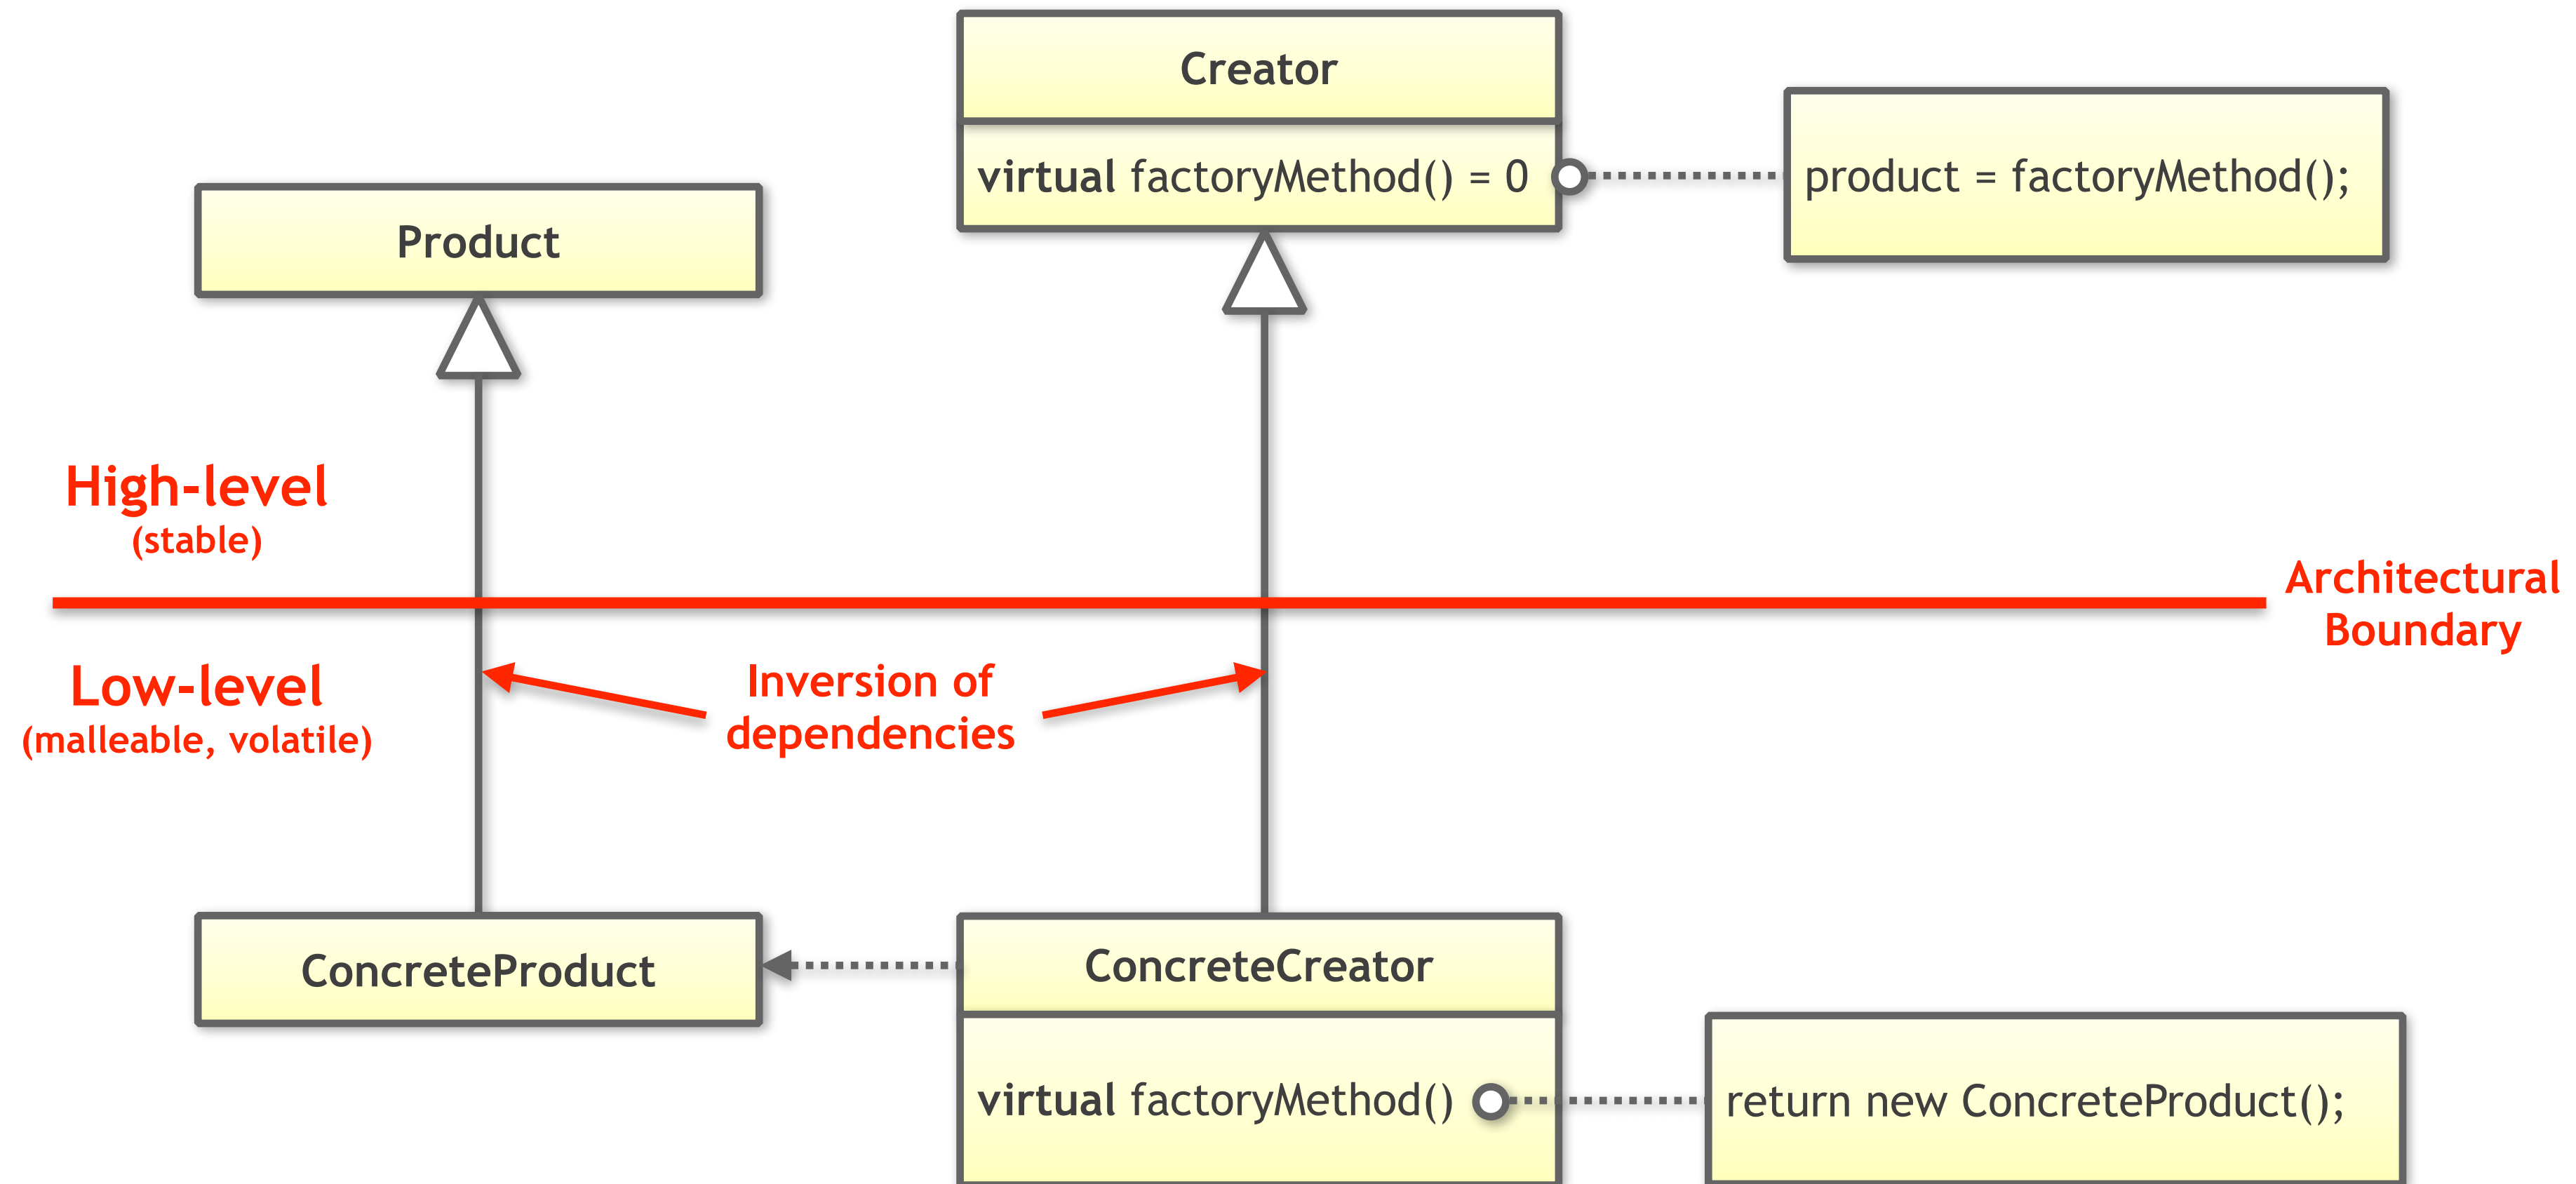 Creator
virtual factoryMethod() = 0
product = factoryMethod();
Product
High-level
(stable)
Architectural
Boundary
Low-level
(malleable, volatile)
Inversion of
dependencies
ConcreteProduct
ConcreteCreator
virtual factoryMethod()
return new ConcreteProduct();